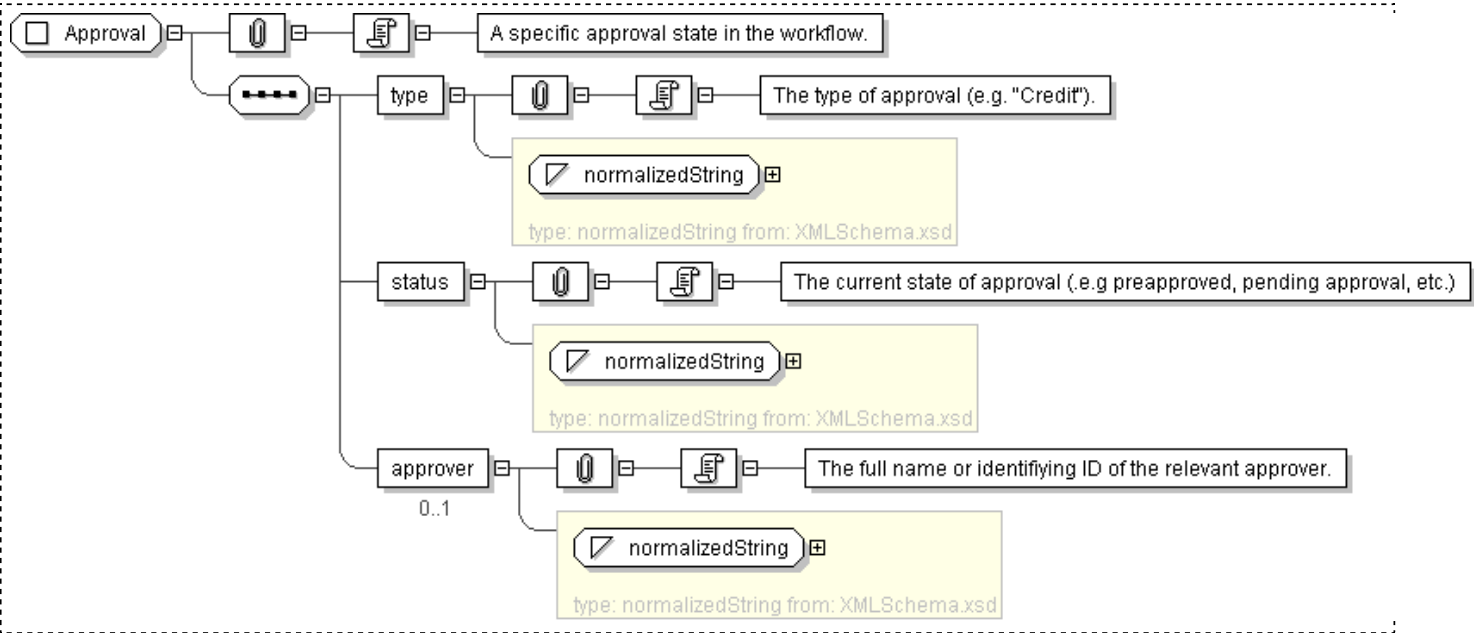 Approval
A specific approval state in the workflow.
type
The type of approval (e.g. "Credit").
normalizedString
type: normalizedString from: XMLSchema.xsd
status
The current state of approval (.e.g preapproved, pending approval, etc.)
normalizedString
type: normalizedString from: XMLSchema.xsd
approver
The full name or identifiying ID of the relevant approver.
0..1
normalizedString
type: normalizedString from: XMLSchema.xsd